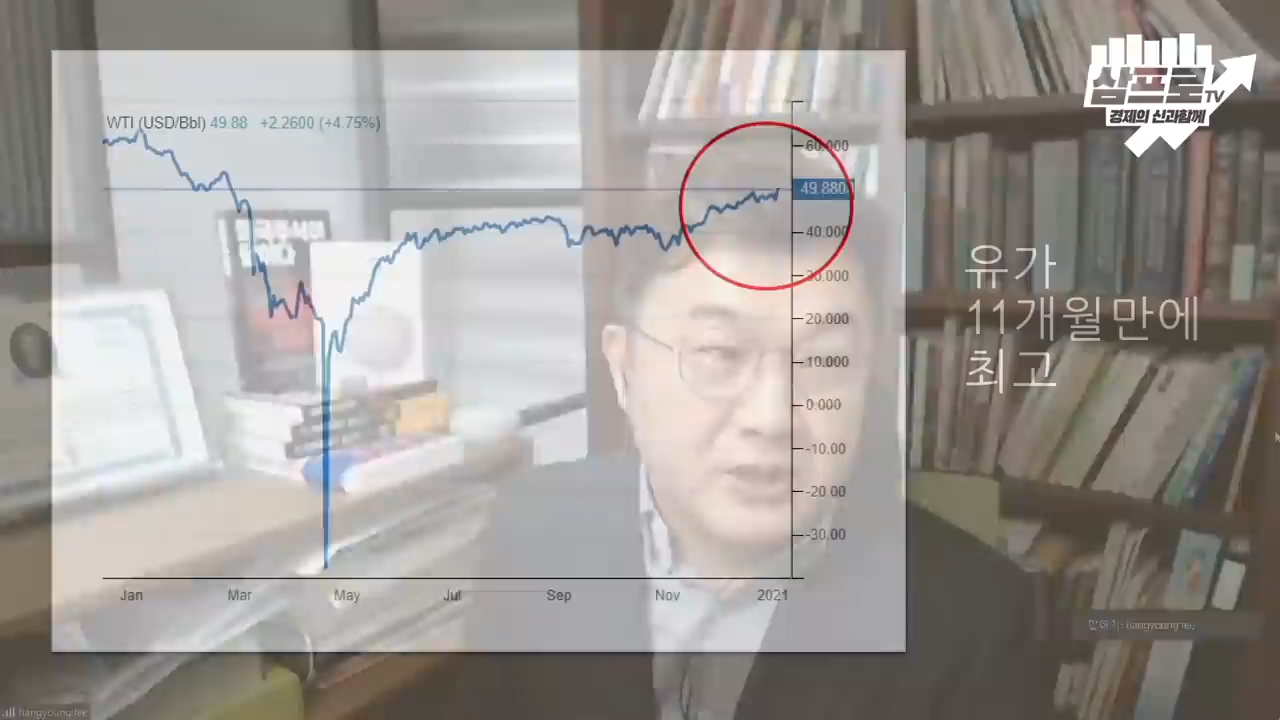 삼프로TV
경제의 신과함께
WTI (USD/Bbl) 49.88 +2.2600 (+4.75%)
60.000
49.880
40.000
30.000
20.000
10.000
0.000
-10.00
-20.00
-30.00
Jan Mar May Jul Sep Nov 2021
유가
11개월만에
최고
hangyoung lee